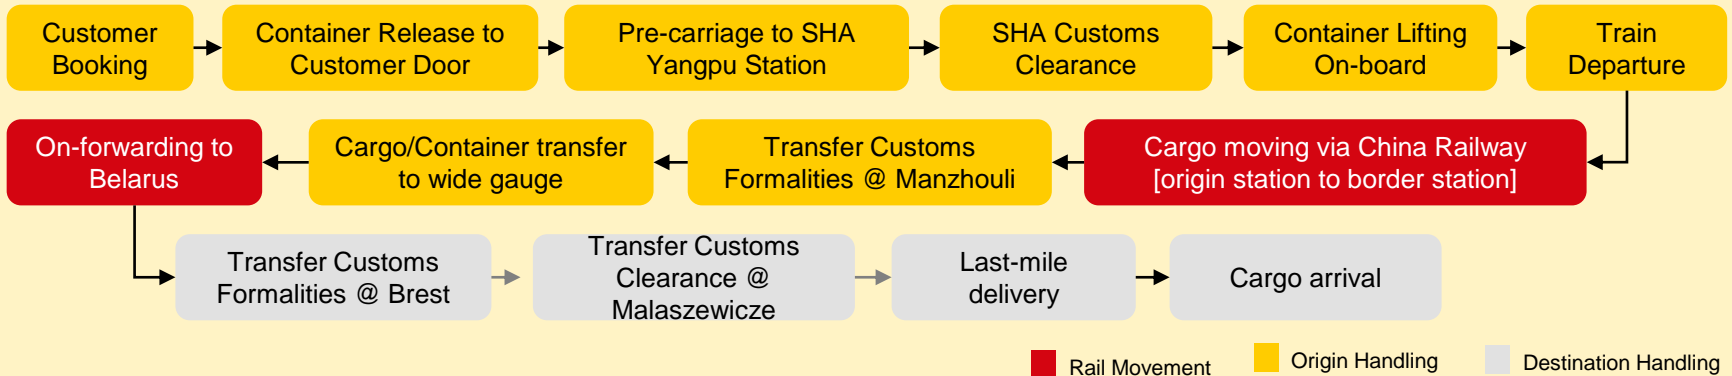 Customer
Booking
Container Release to
Customer Door
Pre-carriage to SHA
Yangpu Station
SHA Customs
Clearance
Container Lifting
On-board
Train
Departure
Cargo moving via China Railway
[origin station to border station]
Transfer Customs
Formalities @ Manzhouli
Cargo/Container transfer
to wide gauge
On-forwarding to
Belarus
Transfer Customs
Formalities @ Brest
Transfer Customs
Clearance @
Malaszewicze
Last-mile
delivery
Cargo arrival
Rail Movement
Origin Handling
Destination Handling